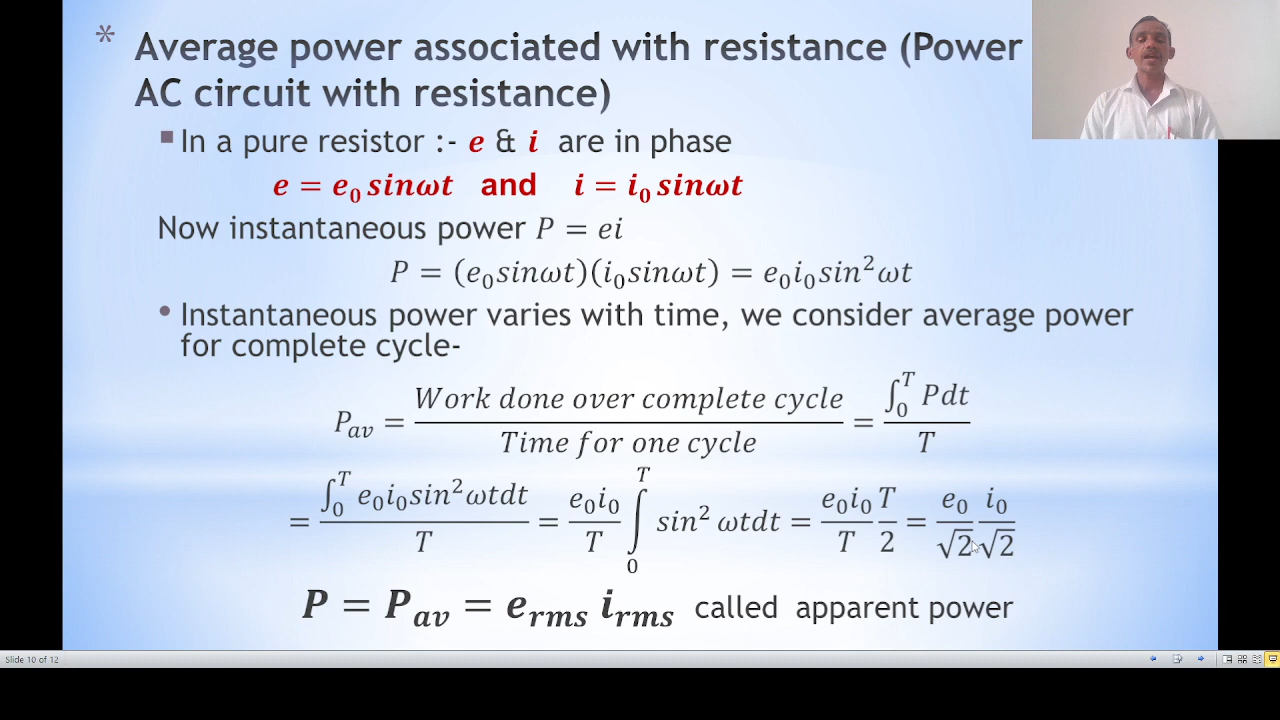 * Average power associated with resistance (Power
AC circuit with resistance)
▪ In a pure resistor :- e & i are in phase
e = e₀ sinωt and i = i₀ sinωt
Now instantaneous power P = ei
P = (e₀sinωt)(i₀sinωt) = e₀i₀sin²ωt
• Instantaneous power varies with time, we consider average power
for complete cycle-
P_av = Work done over complete cycle / Time for one cycle = ∫₀ᵀ Pdt / T
= ∫₀ᵀ e₀i₀sin²ωtdt / T = e₀i₀/T ∫₀ᵀ sin² ωtdt = e₀i₀/T T/2 = e₀/√2 i₀/√2
P = P_av = e_rms i_rms called apparent power
Slide 10 of 12